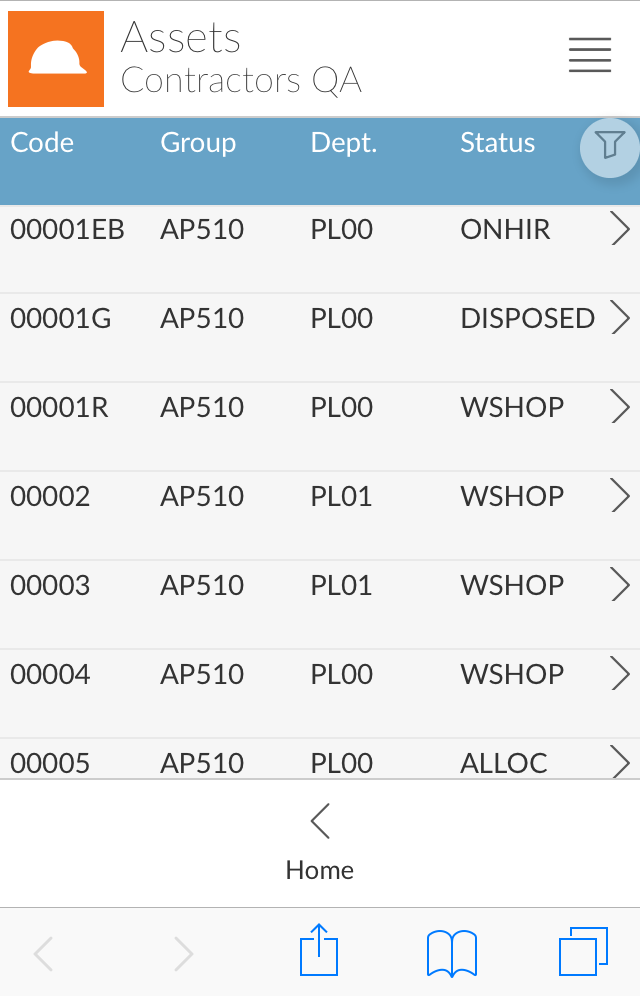 Assets
Contractors QA
Code Group Dept. Status
00001EB AP510 PL00 ONHIR
00001G AP510 PL00 DISPOSED
00001R AP510 PL00 WSHOP
00002 AP510 PL01 WSHOP
00003 AP510 PL01 WSHOP
00004 AP510 PL00 WSHOP
00005 AP510 PL00 ALLOC
Home